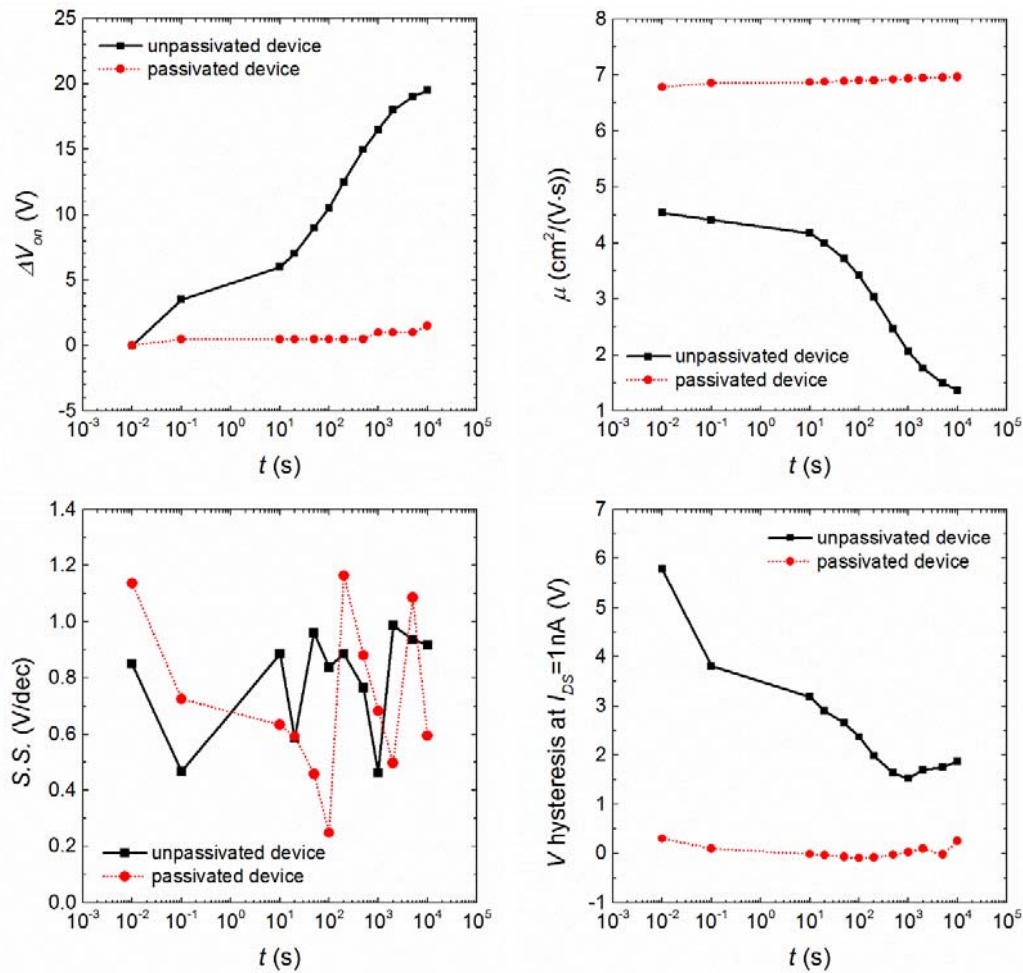 25
20
15
10
5
0
-5
ΔV_on (V)
unpassivated device
passivated device
10^-3 10^-2 10^-1 10^0 10^1 10^2 10^3 10^4 10^5
t (s)
8
7
6
5
4
3
2
1
μ (cm²/(V·s))
unpassivated device
passivated device
10^-3 10^-2 10^-1 10^0 10^1 10^2 10^3 10^4 10^5
t (s)
1.4
1.2
1.0
0.8
0.6
0.4
0.2
0.0
S.S. (V/dec)
unpassivated device
passivated device
10^-3 10^-2 10^-1 10^0 10^1 10^2 10^3 10^4 10^5
t (s)
7
6
5
4
3
2
1
0
-1
V hysteresis at I_DS=1nA (V)
unpassivated device
passivated device
10^-3 10^-2 10^-1 10^0 10^1 10^2 10^3 10^4 10^5
t (s)